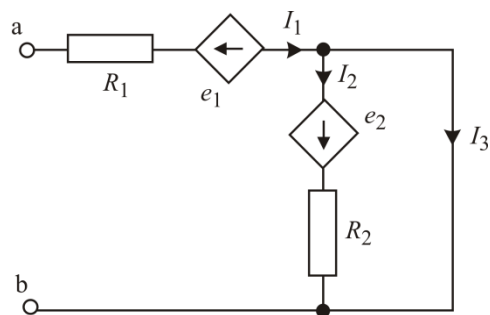 a
I₁
R₁
e₁
I₂
e₂
I₃
R₂
b